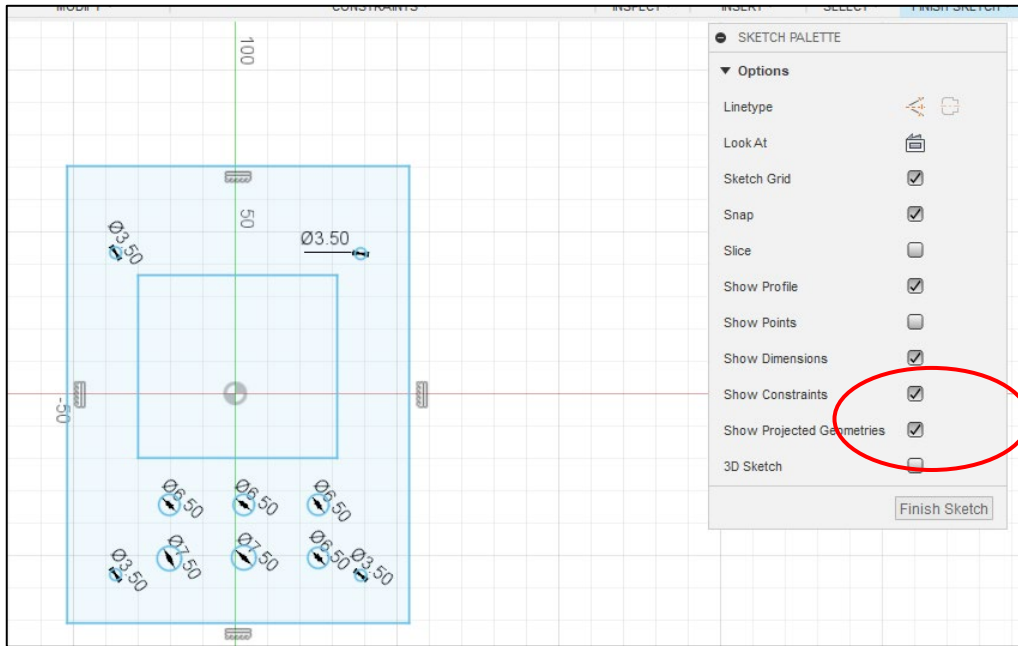 MODIFY CONSTRAINTS INSPECT INSERT SELECT FINISH SKETCH
SKETCH PALETTE
Options
Linetype
Look At
Sketch Grid
Snap
Slice
Show Profile
Show Points
Show Dimensions
Show Constraints
Show Projected Geometries
3D Sketch
Finish Sketch
100
50
Ø3.50
Ø3.50
-50
Ø6.50 Ø6.50 Ø6.50
Ø3.50 Ø7.50 Ø7.50 Ø6.50 Ø3.50